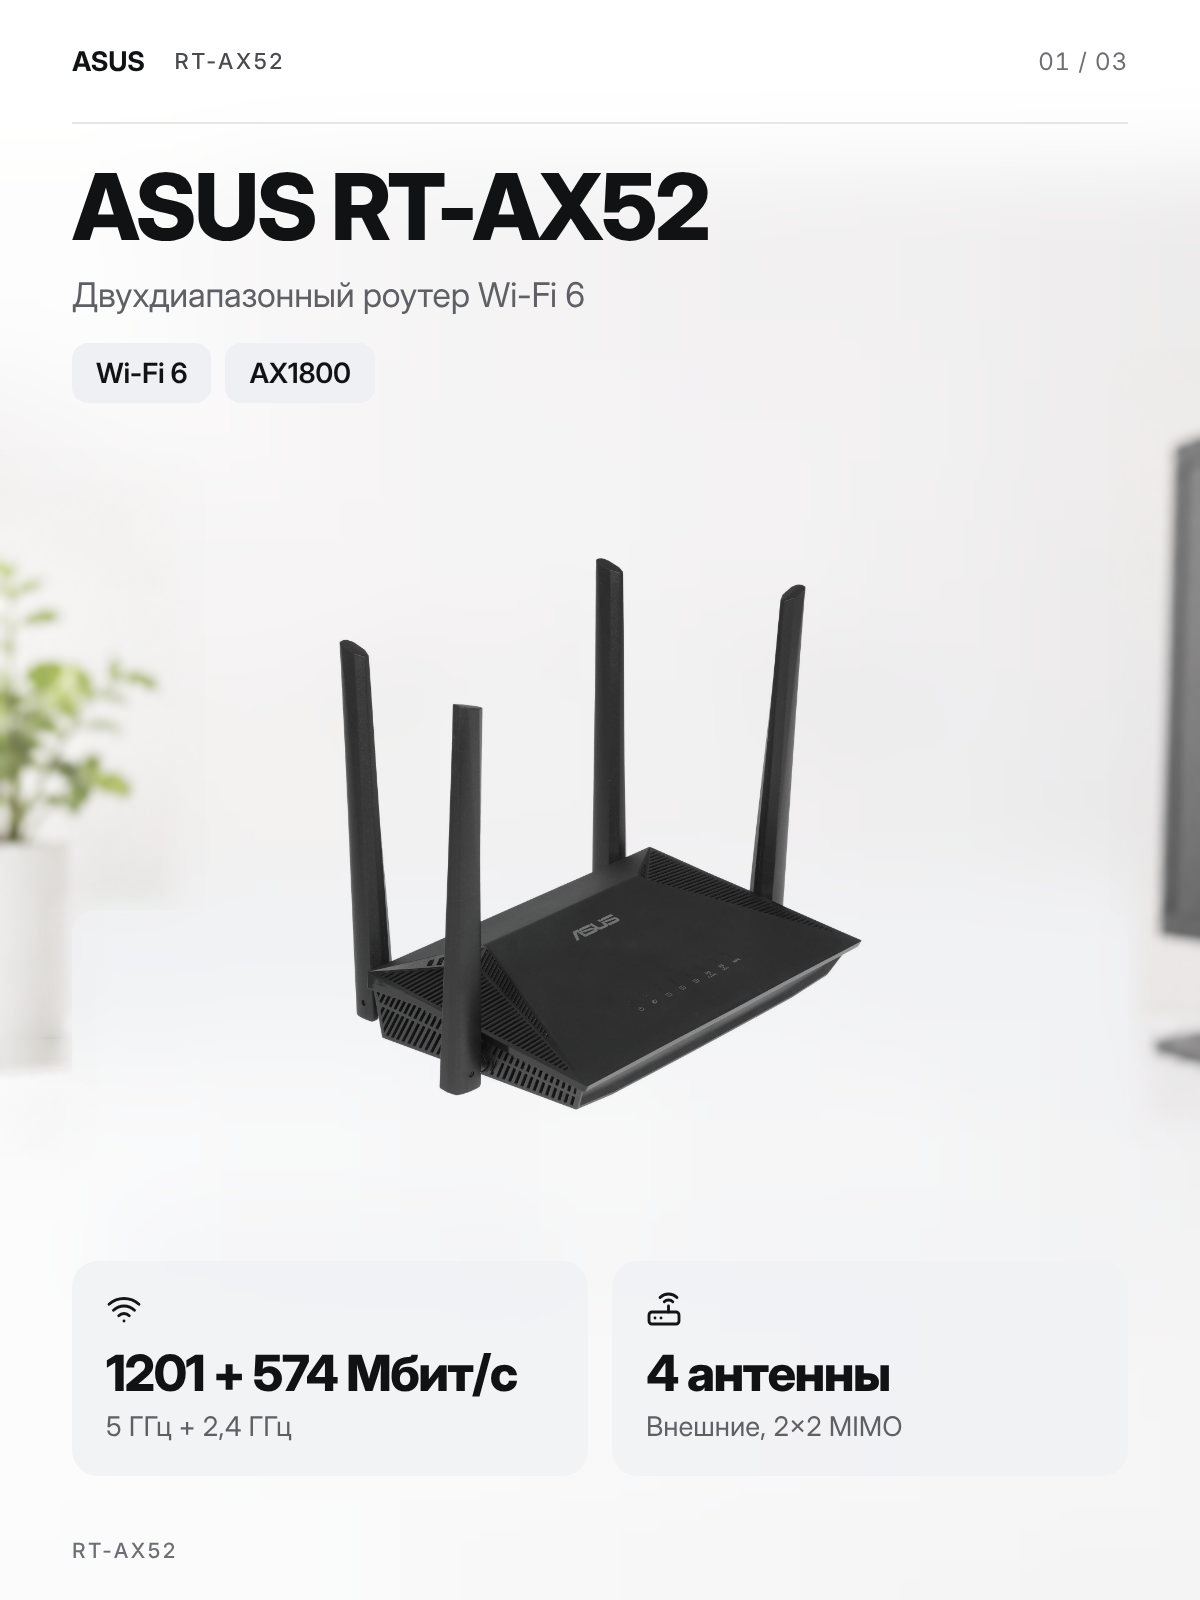 ASUS RT-AX52 01 / 03
ASUS RT-AX52
Двухдиапазонный роутер Wi-Fi 6
Wi-Fi 6 AX1800
ASUS
1201 + 574 Мбит/с
5 ГГц + 2,4 ГГц
4 антенны
Внешние, 2×2 MIMO
RT-AX52